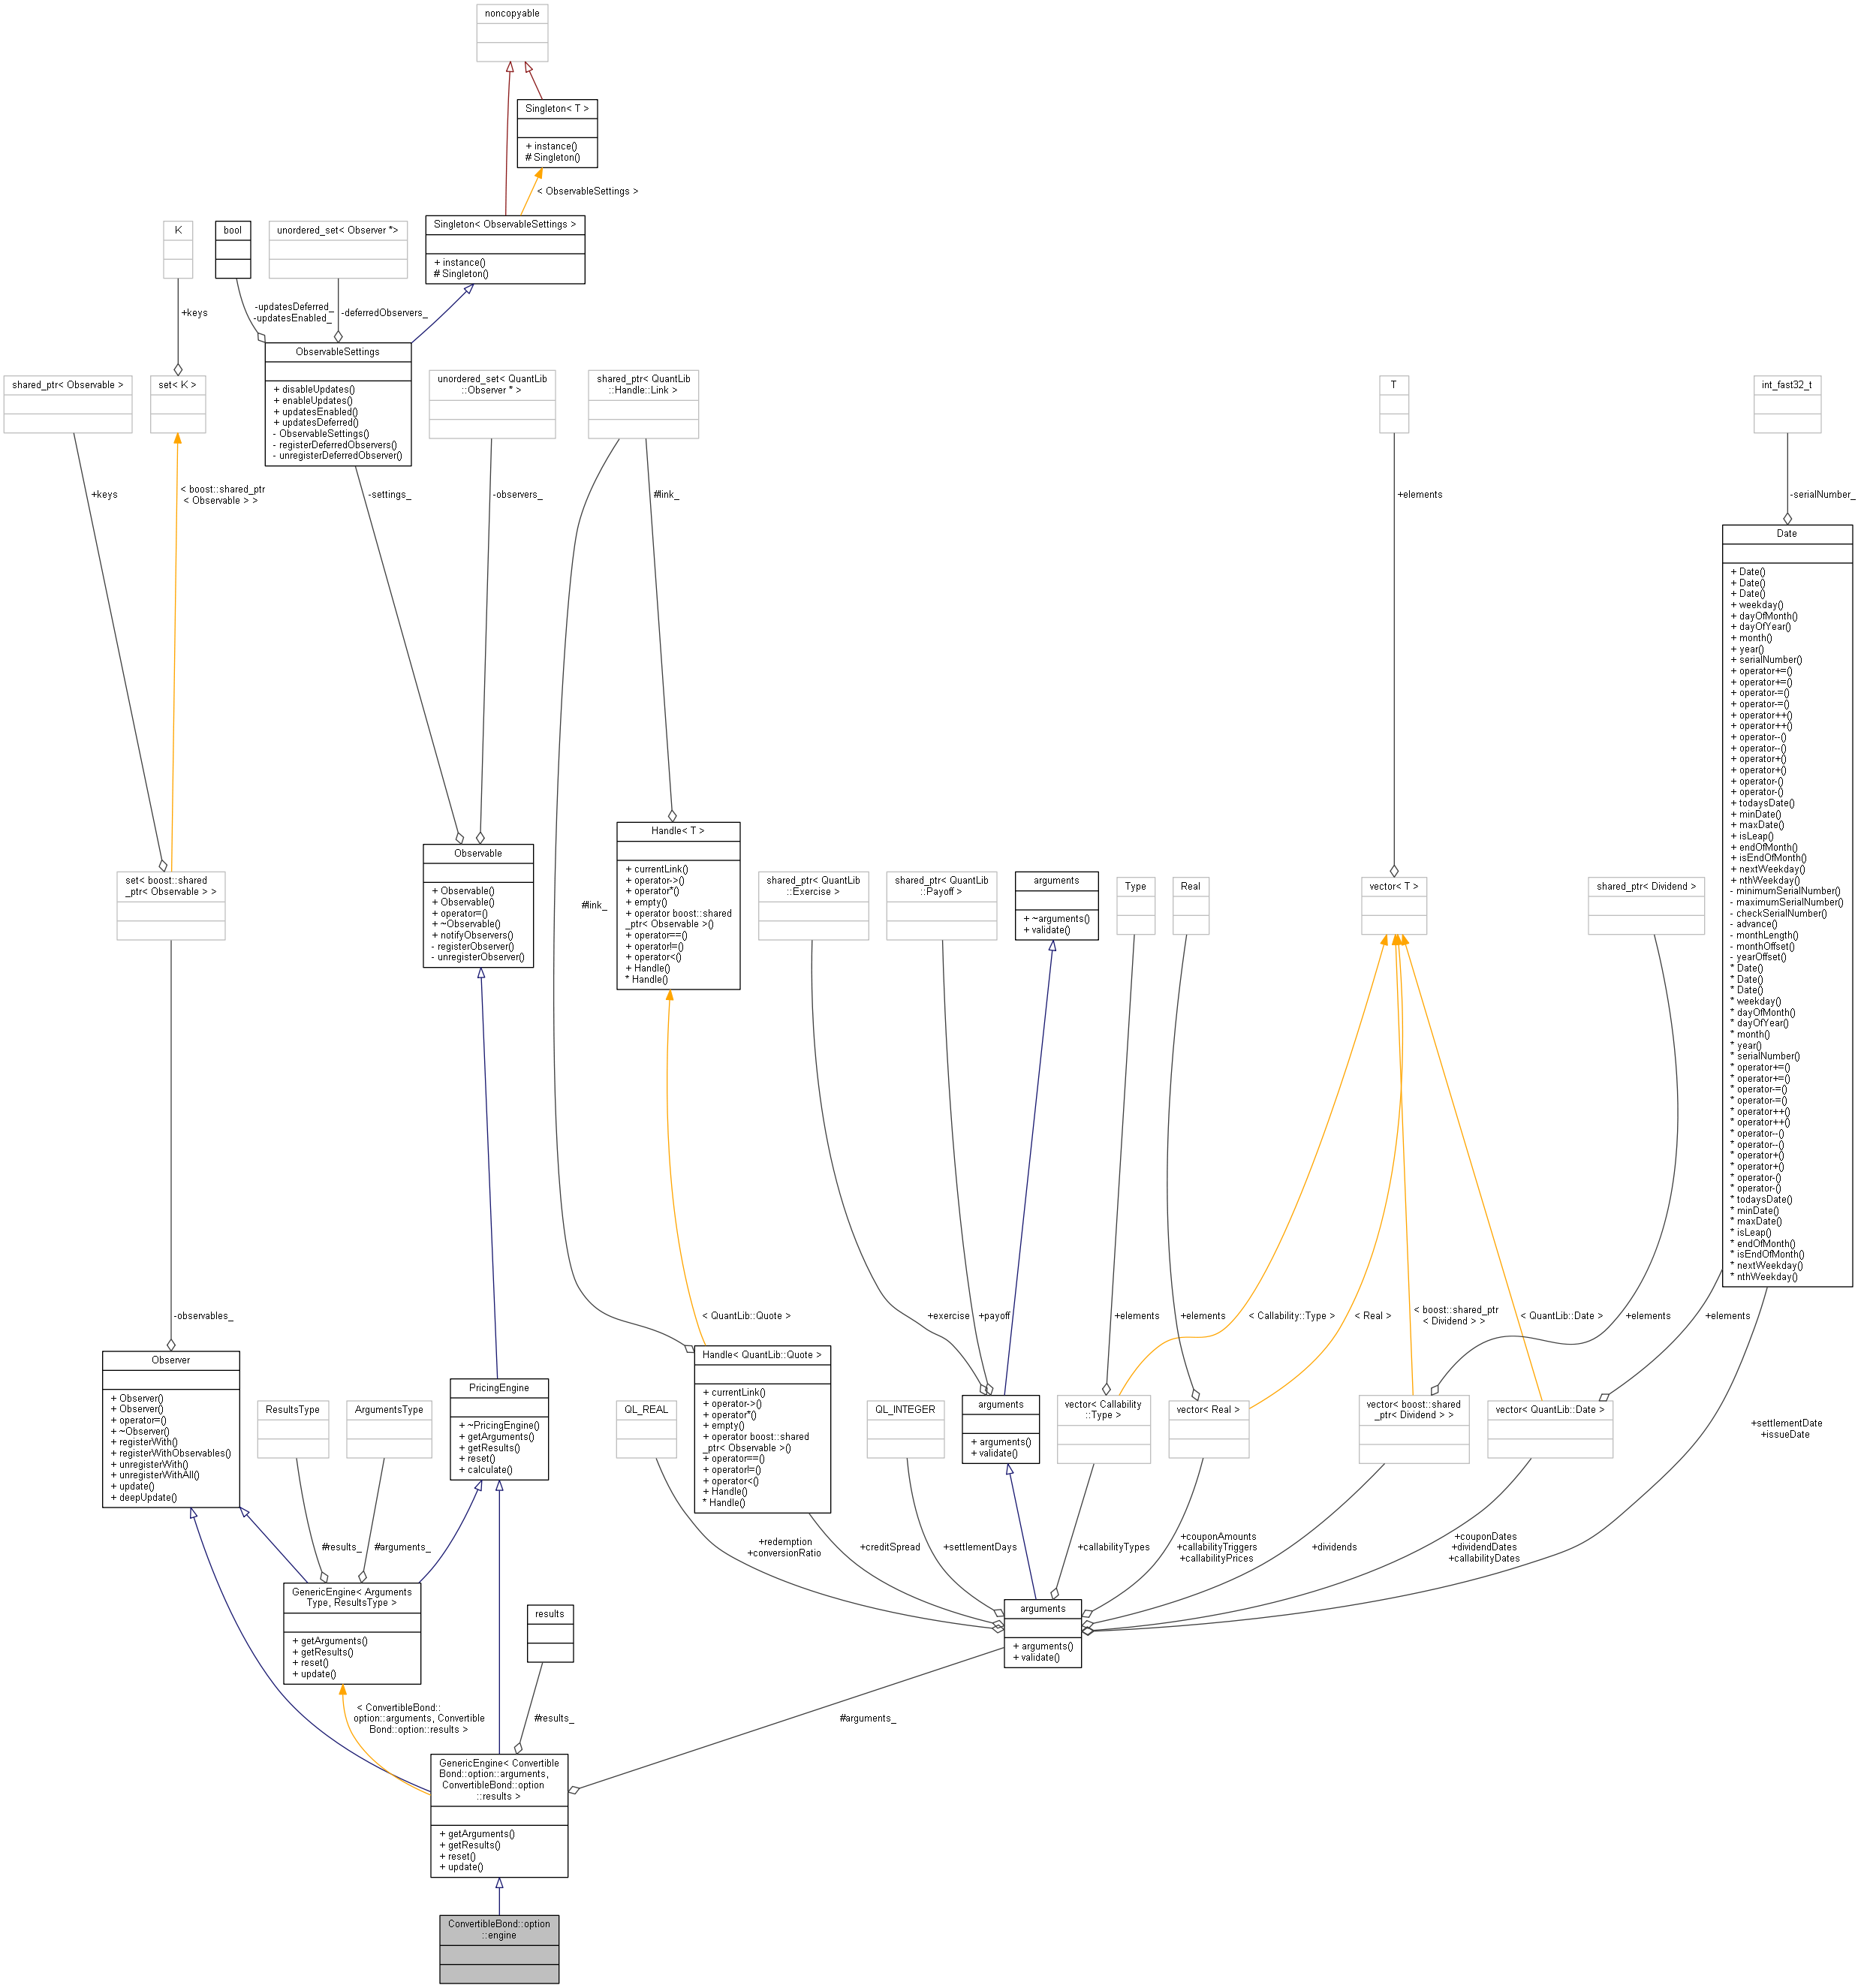 noncopyable
Singleton< T >
+ instance()
# Singleton()
< ObservableSettings >
K
bool
unordered_set< Observer *>
Singleton< ObservableSettings >
+ instance()
# Singleton()
+keys
-updatesDeferred_
-updatesEnabled_
-deferredObservers_
shared_ptr< Observable >
set< K >
ObservableSettings
+ disableUpdates()
+ enableUpdates()
+ updatesEnabled()
+ updatesDeferred()
- ObservableSettings()
- registerDeferredObservers()
- unregisterDeferredObserver()
unordered_set< QuantLib
::Observer * >
shared_ptr< QuantLib
::Handle::Link >
T
int_fast32_t
+keys
< boost::shared_ptr
< Observable > >
-settings_
-observers_
#link_
+elements
-serialNumber_
Date
+ Date()
+ Date()
+ Date()
+ weekday()
+ dayOfMonth()
+ dayOfYear()
+ month()
+ year()
+ serialNumber()
+ operator+=()
+ operator+=()
+ operator-=()
+ operator-=()
+ operator++()
+ operator++()
+ operator--()
+ operator--()
+ operator+()
+ operator+()
+ operator-()
+ operator-()
+ todaysDate()
+ minDate()
+ maxDate()
+ isLeap()
+ endOfMonth()
+ isEndOfMonth()
+ nextWeekday()
+ nthWeekday()
- minimumSerialNumber()
- maximumSerialNumber()
- checkSerialNumber()
- advance()
- monthLength()
- monthOffset()
- yearOffset()
* Date()
* Date()
* Date()
* weekday()
* dayOfMonth()
* dayOfYear()
* month()
* year()
* serialNumber()
* operator+=()
* operator+=()
* operator-=()
* operator-=()
* operator++()
* operator++()
* operator--()
* operator--()
* operator+()
* operator+()
* operator-()
* operator-()
* todaysDate()
* minDate()
* maxDate()
* isLeap()
* endOfMonth()
* isEndOfMonth()
* nextWeekday()
* nthWeekday()
set< boost::shared
_ptr< Observable > >
Observable
+ Observable()
+ Observable()
+ operator=()
+ ~Observable()
+ notifyObservers()
- registerObserver()
- unregisterObserver()
#link_
Handle< T >
+ currentLink()
+ operator->()
+ operator*()
+ empty()
+ operator boost::shared
_ptr< Observable >()
+ operator==()
+ operator!=()
+ operator<()
+ Handle()
* Handle()
shared_ptr< QuantLib
::Exercise >
shared_ptr< QuantLib
::Payoff >
arguments
+ ~arguments()
+ validate()
Type
Real
vector< T >
shared_ptr< Dividend >
-observables_
< QuantLib::Quote >
+exercise
+payoff
+elements
+elements
< Callability::Type >
< Real >
< boost::shared_ptr
< Dividend > >
< QuantLib::Date >
+elements
+elements
Observer
+ Observer()
+ Observer()
+ operator=()
+ ~Observer()
+ registerWith()
+ registerWithObservables()
+ unregisterWith()
+ unregisterWithAll()
+ update()
+ deepUpdate()
ResultsType
ArgumentsType
PricingEngine
+ ~PricingEngine()
+ getArguments()
+ getResults()
+ reset()
+ calculate()
QL_REAL
Handle< QuantLib::Quote >
+ currentLink()
+ operator->()
+ operator*()
+ empty()
+ operator boost::shared
_ptr< Observable >()
+ operator==()
+ operator!=()
+ operator<()
+ Handle()
* Handle()
QL_INTEGER
arguments
+ arguments()
+ validate()
vector< Callability
::Type >
vector< Real >
vector< boost::shared
_ptr< Dividend > >
vector< QuantLib::Date >
+settlementDate
+issueDate
#results_
#arguments_
+redemption
+conversionRatio
+creditSpread
+settlementDays
+callabilityTypes
+couponAmounts
+callabilityTriggers
+callabilityPrices
+dividends
+couponDates
+dividendDates
+callabilityDates
GenericEngine< Arguments
Type, ResultsType >
+ getArguments()
+ getResults()
+ reset()
+ update()
results
arguments
+ arguments()
+ validate()
< ConvertibleBond::
option::arguments, Convertible
Bond::option::results >
#results_
#arguments_
GenericEngine< Convertible
Bond::option::arguments,
ConvertibleBond::option
::results >
+ getArguments()
+ getResults()
+ reset()
+ update()
ConvertibleBond::option
::engine